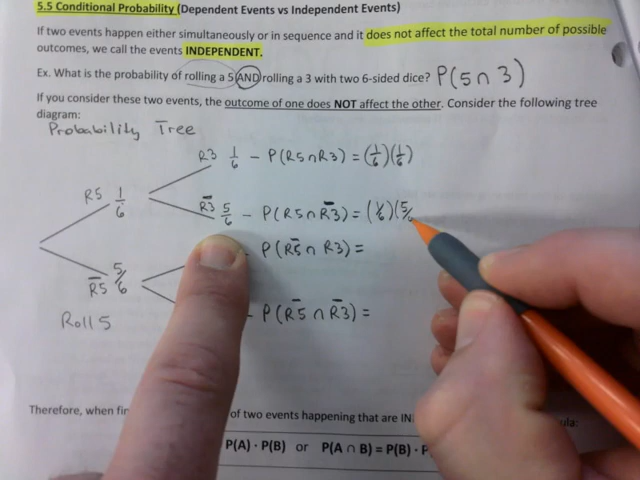 5.5 Conditional Probability (Dependent Events vs Independent Events)
If two events happen either simultaneously or in sequence and it does not affect the total number of possible
outcomes, we call the events INDEPENDENT.
Ex. What is the probability of rolling a 5 AND rolling a 3 with two 6-sided dice? P(5 ∩ 3)
If you consider these two events, the outcome of one does NOT affect the other. Consider the following tree
diagram:
Probability Tree
R3 1/6 – P(R5 ∩ R3) = (1/6)(1/6)
R5 1/6
R̅3̅ 5/6 – P(R5 ∩ R̅3̅) = (1/6)(5/6
– P(R̅5̅ ∩ R3) =
R̅5̅ 5/6
– P(R̅5̅ ∩ R̅3̅) =
Roll 5
Therefore, when of two events happening that are
P(A) · P(B) or P(A ∩ B) = P(B) ·